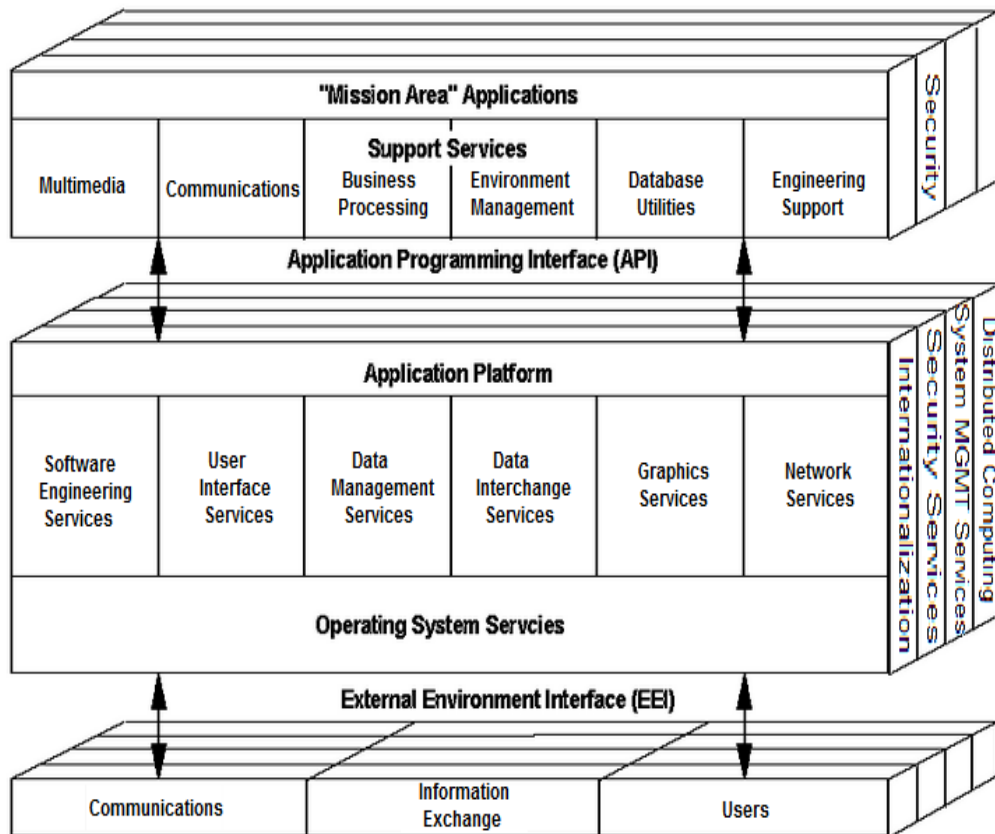 "Mission Area" Applications
Support Services
Multimedia
Communications
Business
Processing
Environment
Management
Database
Utilities
Engineering
Support
Security
Application Programming Interface (API)
Application Platform
Software
Engineering
Services
User
Interface
Services
Data
Management
Services
Data
Interchange
Services
Graphics
Services
Network
Services
Operating System Servcies
Internationalization
Security Services
System MGMT Services
Distributed Computing
External Environment Interface (EEI)
Communications
Information
Exchange
Users